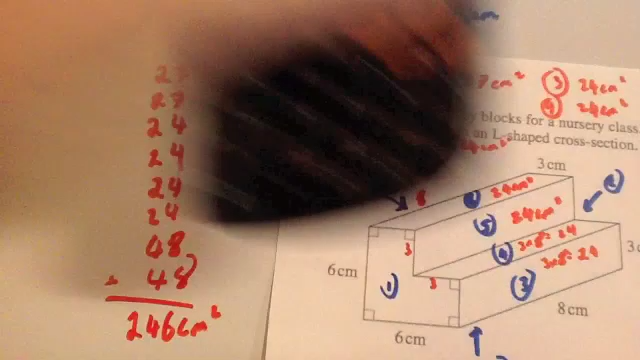 27
27
24
24
24
24
48
+ 48
246cm²
7cm² ③ 24cm²
④ 24cm²
blocks for a nursery class.
an L-shaped cross-section.
3cm
8
24cm²
24cm²
⑤
3
3x8=24
④
3x8=24
③
3
①
6cm
3c
8cm
6cm